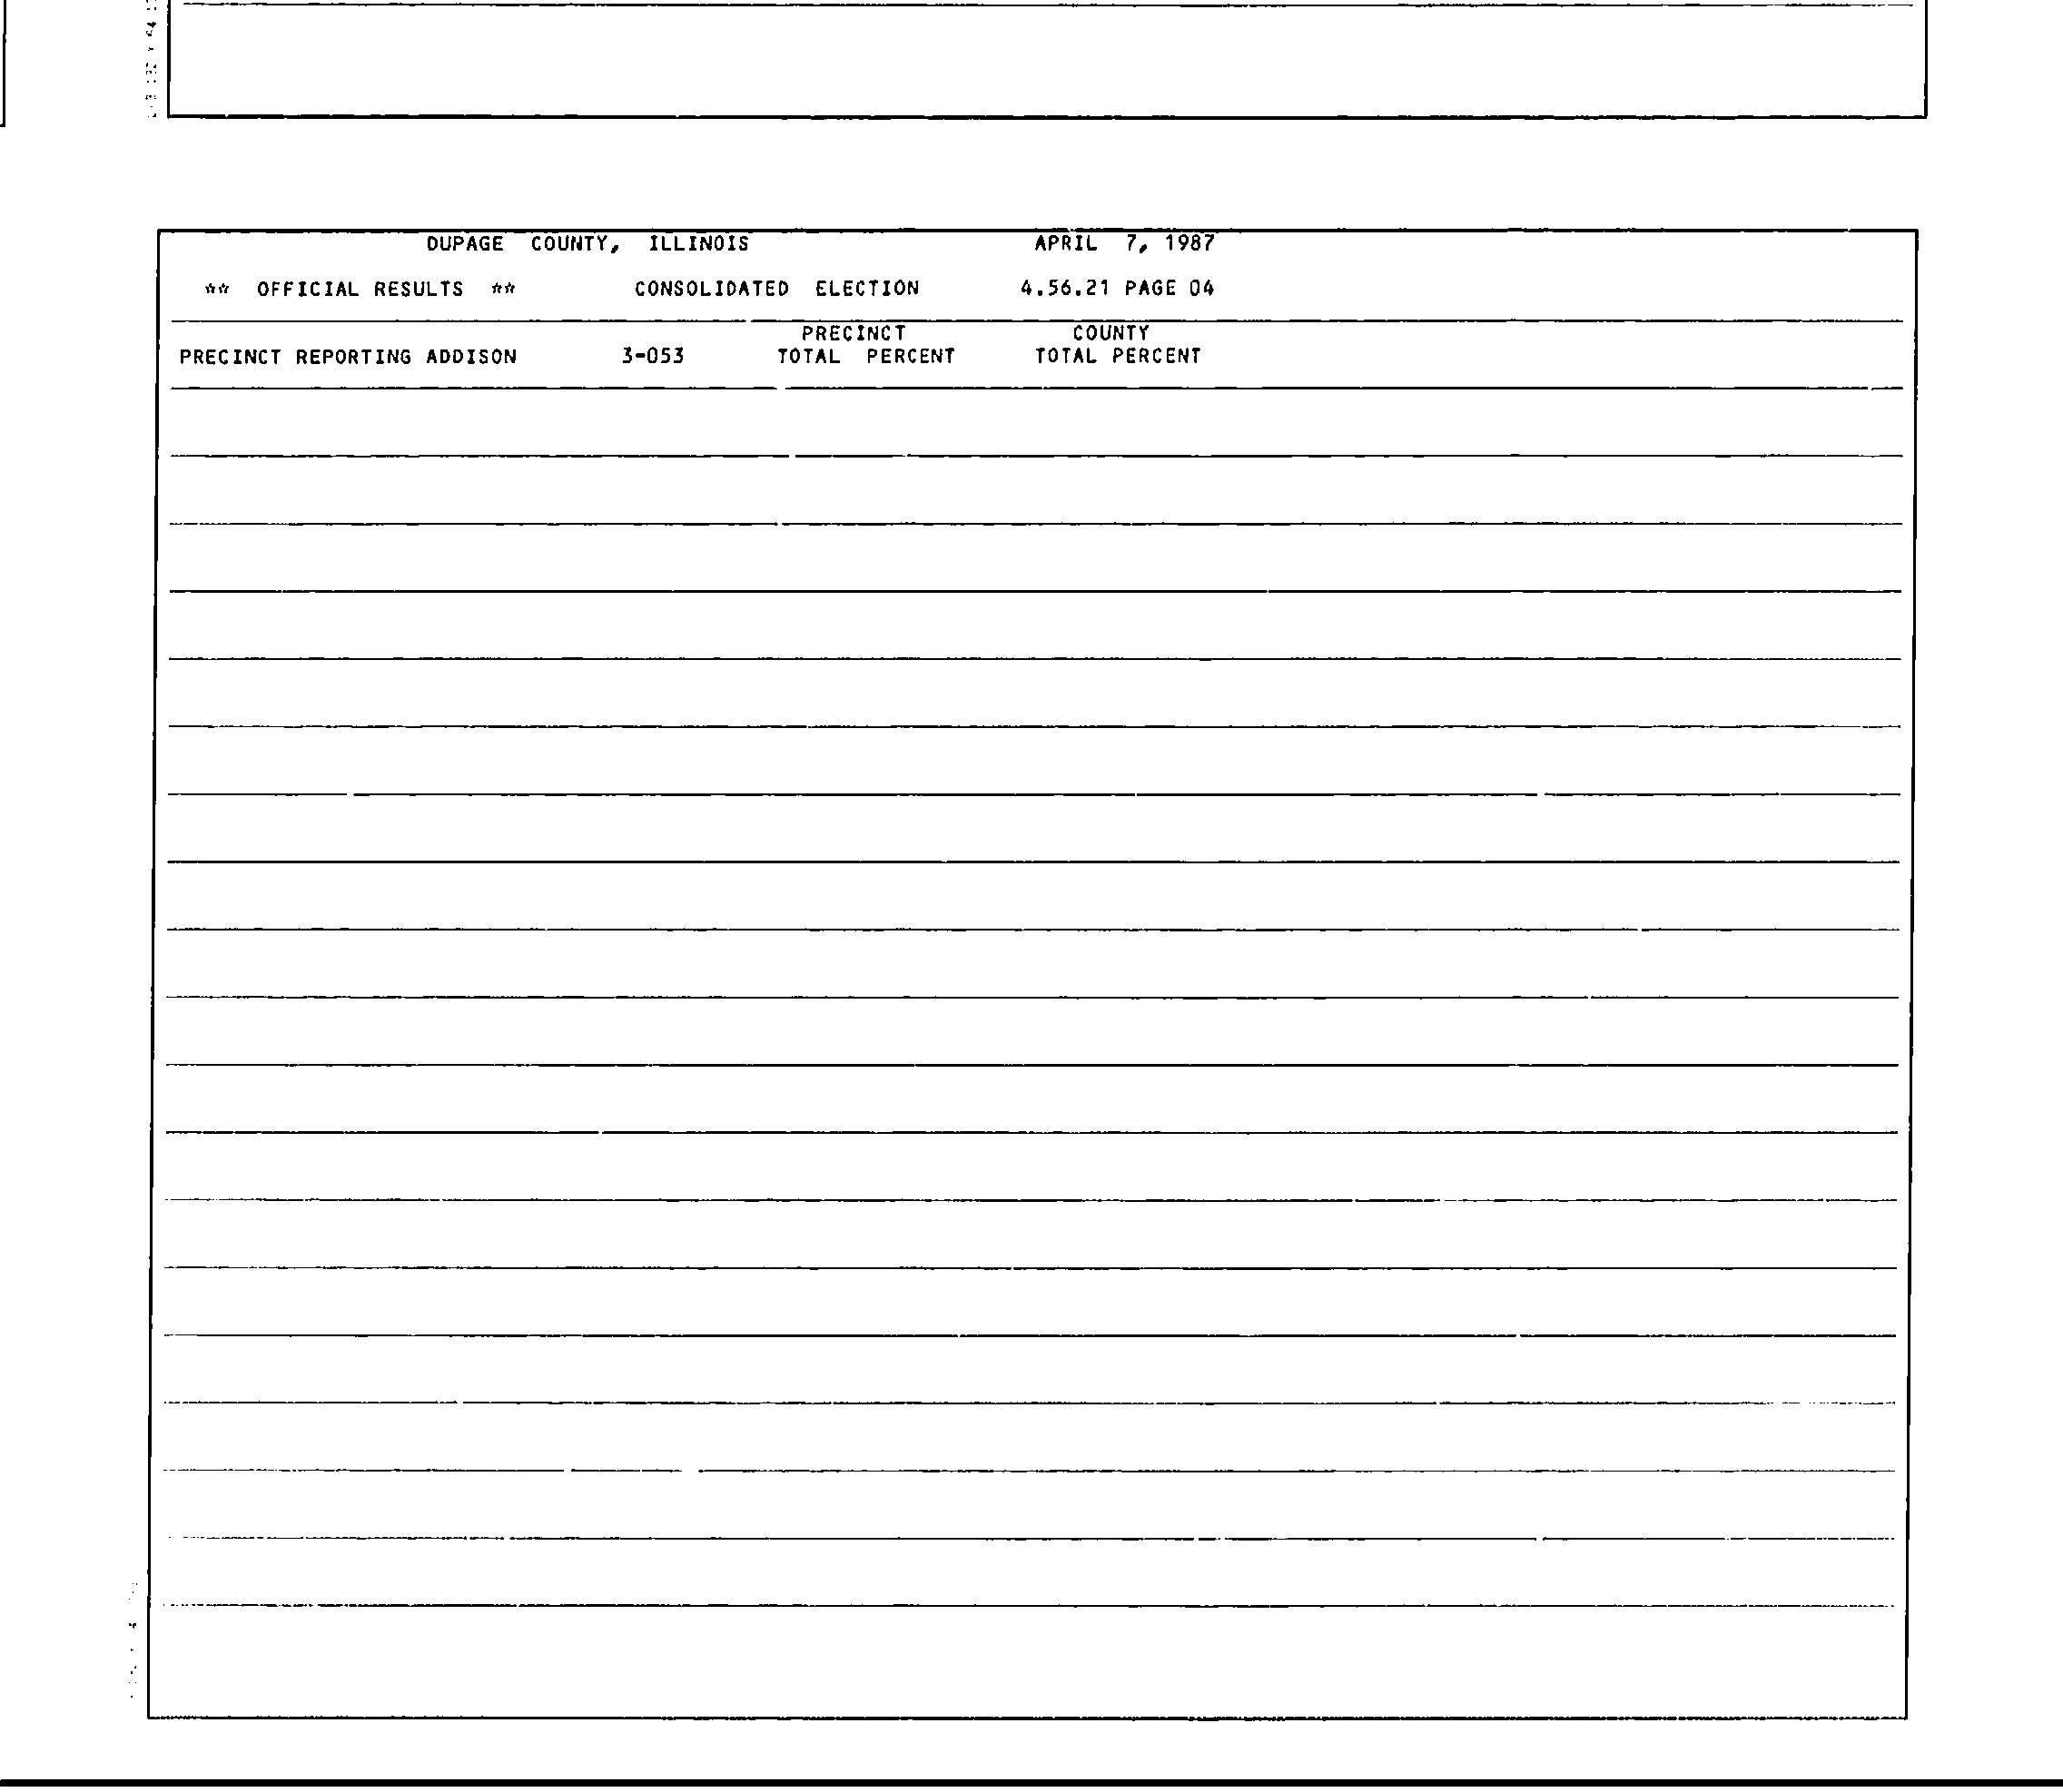 DUPAGE COUNTY, ILLINOIS APRIL 7, 1987
** OFFICIAL RESULTS ** CONSOLIDATED ELECTION 4.56.21 PAGE 04
PRECINCT COUNTY
PRECINCT REPORTING ADDISON 3-053 TOTAL PERCENT TOTAL PERCENT